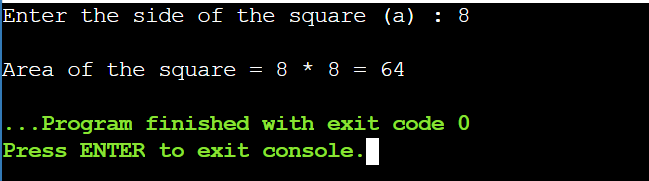 Enter the side of the square (a) : 8
Area of the square = 8 * 8 = 64
...Program finished with exit code 0
Press ENTER to exit console.